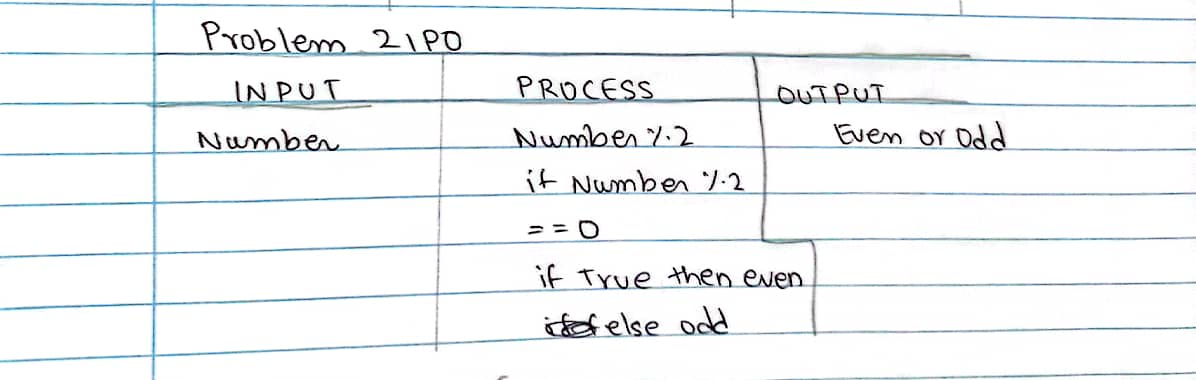 Problem 2 IPO
INPUT PROCESS OUTPUT
Number Number %2 Even or Odd
if Number %2
== 0
if True then even
else odd